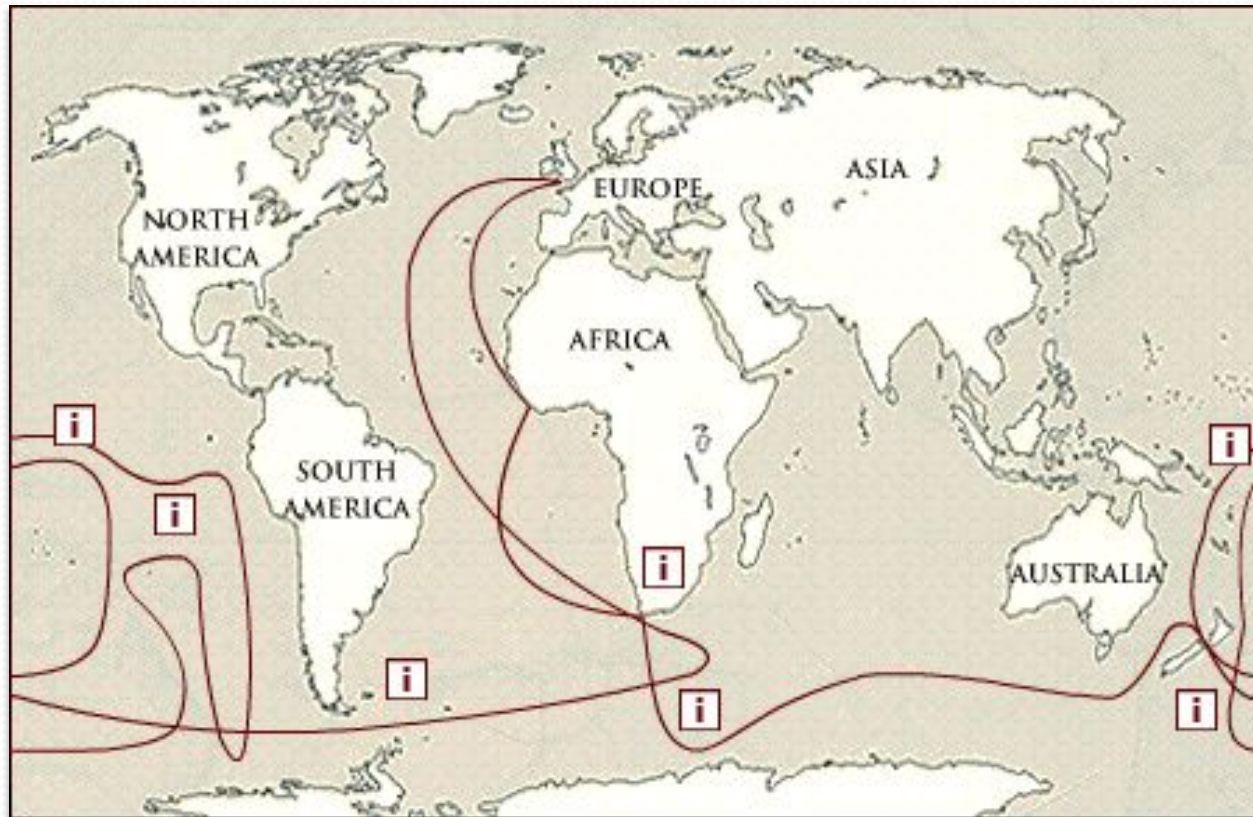 ASIA
EUROPE
NORTH
AMERICA
AFRICA
i
i
SOUTH
AMERICA
i
i
AUSTRALIA
i
i
i